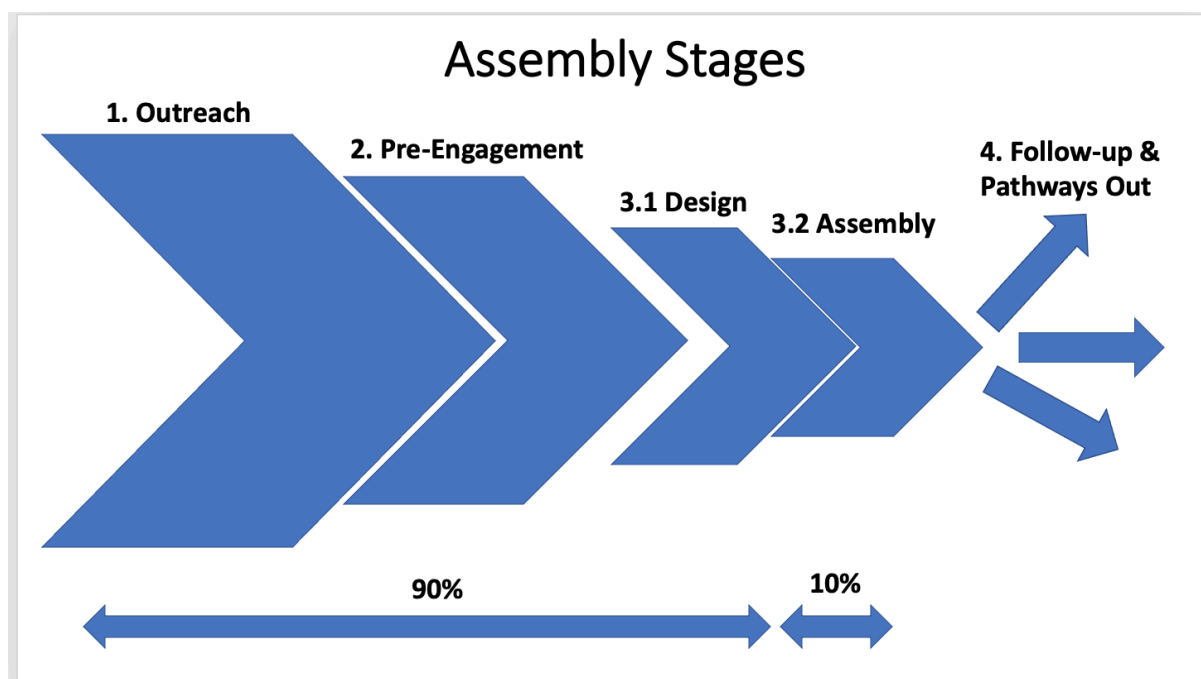 Assembly Stages
1. Outreach
2. Pre-Engagement
3.1 Design
3.2 Assembly
4. Follow-up &
Pathways Out
90%
10%